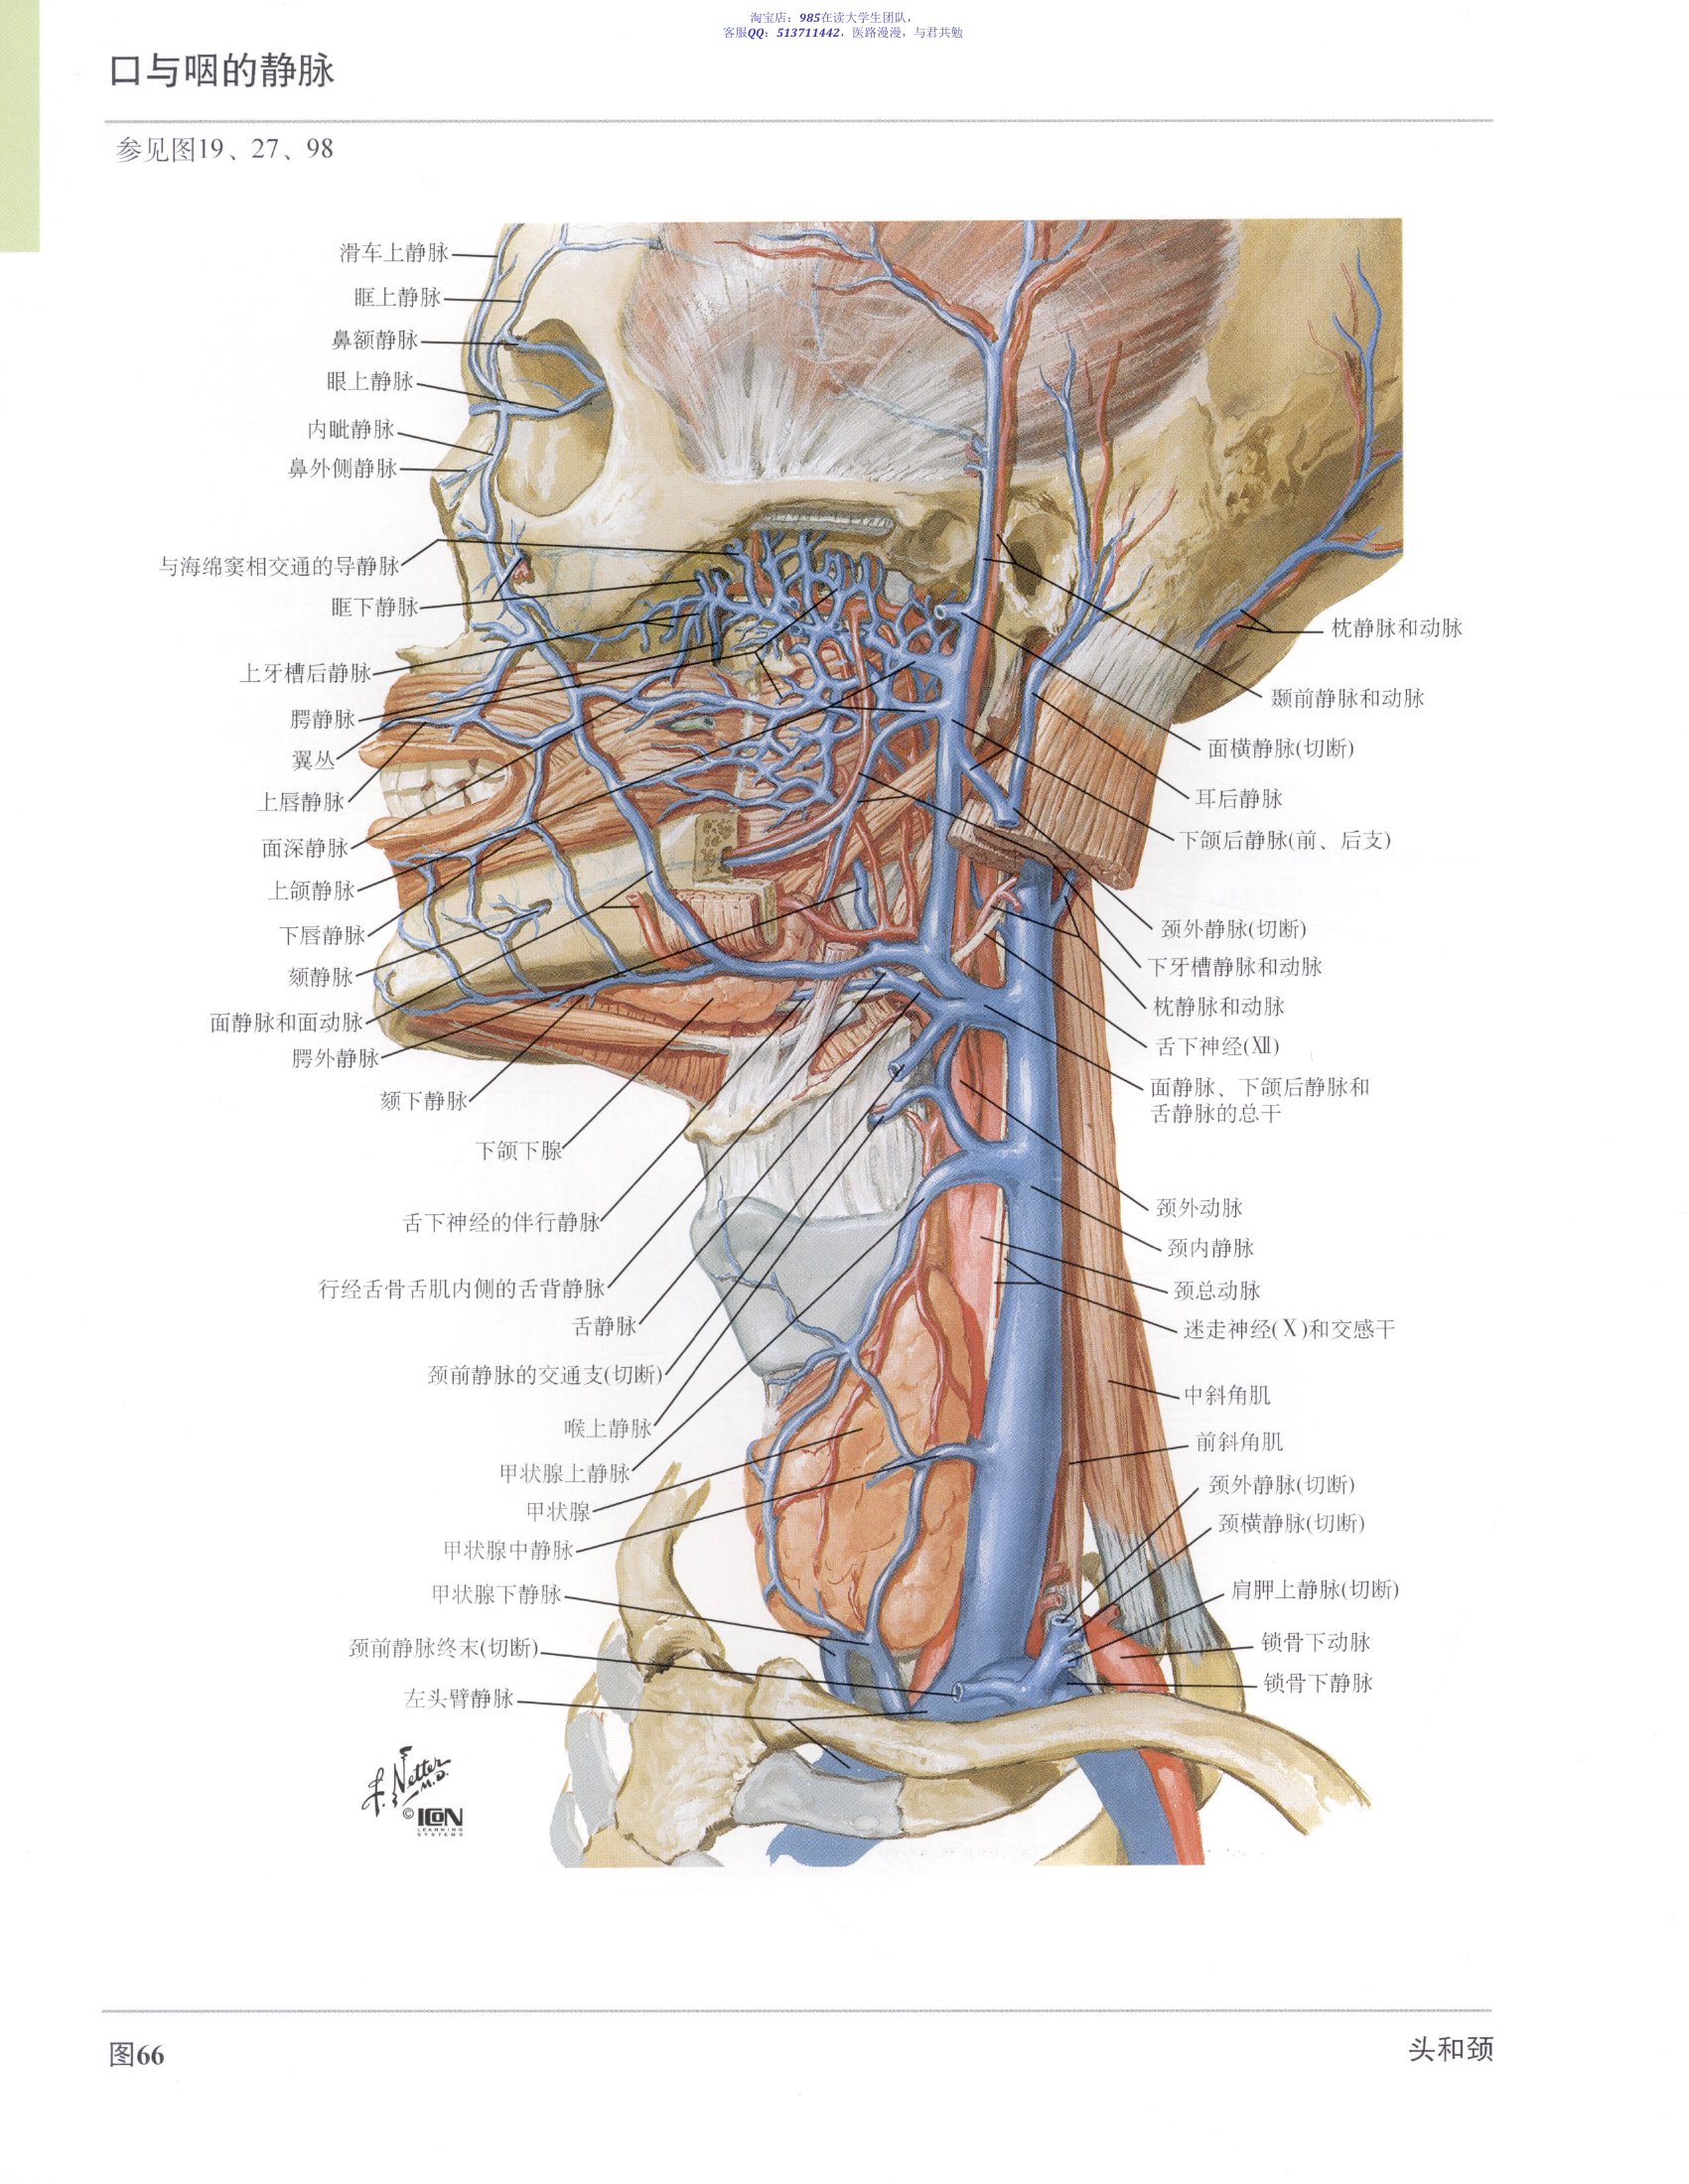 淘宝店：985在读大学生团队，
客服QQ：513711442，医路漫漫，与君共勉
口与咽的静脉
参见图19、27、98
滑车上静脉
眶上静脉
鼻额静脉
眼上静脉
内眦静脉
鼻外侧静脉
与海绵窦相交通的导静脉
眶下静脉
上牙槽后静脉
腭静脉
翼丛
上唇静脉
面深静脉
上颌静脉
下唇静脉
颏静脉
面静脉和面动脉
腭外静脉
颏下静脉
下颌下腺
舌下神经的伴行静脉
行经舌骨舌肌内侧的舌背静脉
舌静脉
颈前静脉的交通支(切断)
喉上静脉
甲状腺上静脉
甲状腺
甲状腺中静脉
甲状腺下静脉
颈前静脉终末(切断)
左头臂静脉
枕静脉和动脉
颞前静脉和动脉
面横静脉(切断)
耳后静脉
下颌后静脉(前、后支)
颈外静脉(切断)
下牙槽静脉和动脉
枕静脉和动脉
舌下神经(Ⅻ)
面静脉、下颌后静脉和
舌静脉的总干
颈外动脉
颈内静脉
颈总动脉
迷走神经(Ⅹ)和交感干
中斜角肌
前斜角肌
颈外静脉(切断)
颈横静脉(切断)
肩胛上静脉(切断)
锁骨下动脉
锁骨下静脉
F. Netter
M.D.
© ICON
LEARNING
SYSTEMS
图66
头和颈